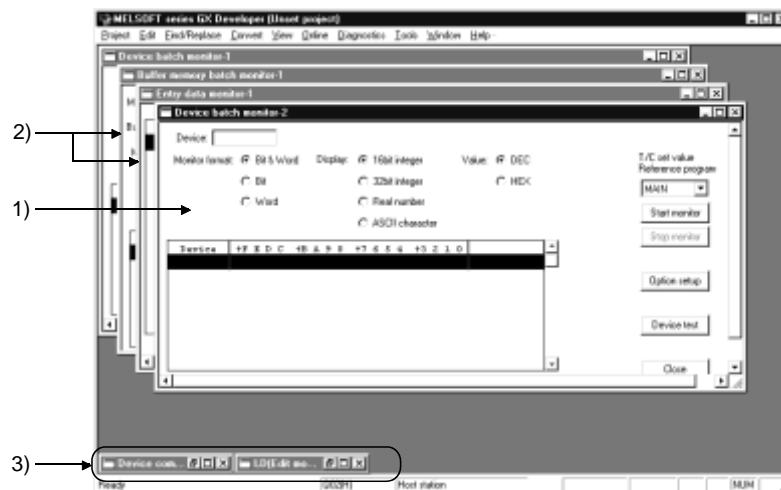 MELSOFT series GX Developer (Unset project)
Project Edit Find/Replace Convert View Online Diagnostics Tools Window Help
Device batch monitor-1
Buffer memory batch monitor-1
Entry data monitor-1
Device batch monitor-2
2)
Device:
Monitor format: Bit & Word Display: 16bit integer Value: DEC T/C set value
Reference program
Bit 32bit integer HEX
MAIN
1)
Word Real number
Start monitor
ASCII character
Stop monitor
Device +F E D C +B A 9 8 +7 6 5 4 +3 2 1 0
Option setup
Device test
Close
3)
Device com... LD(Edit mo...
Ready Q02(H) Host station NUM